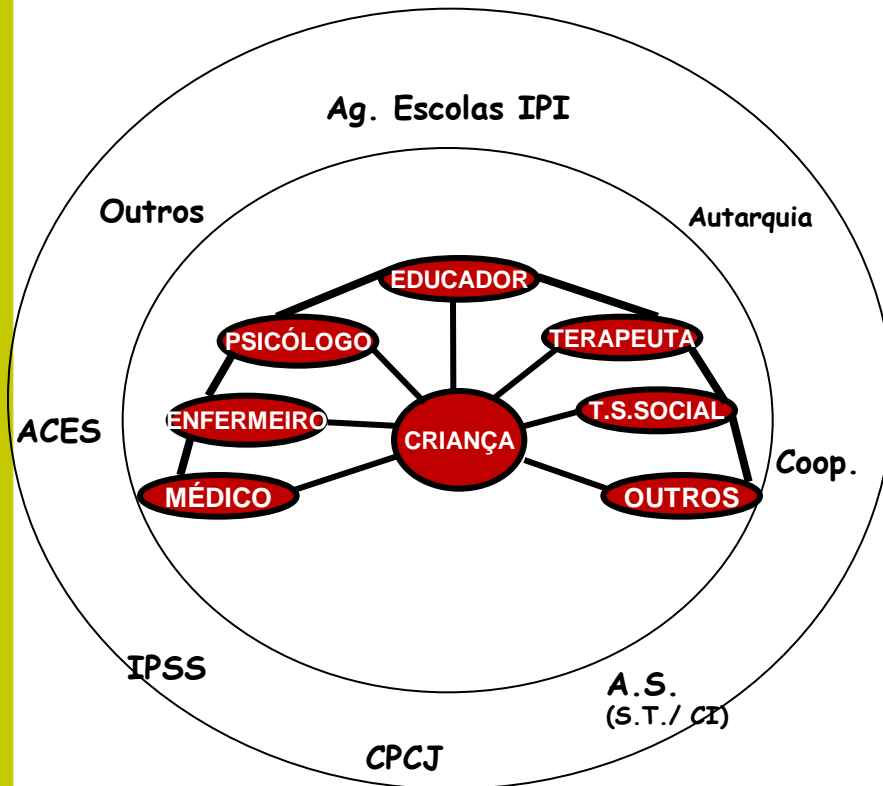 Ag. Escolas IPI
Outros
Autarquia
EDUCADOR
PSICÓLOGO
TERAPEUTA
ENFERMEIRO
T.S.SOCIAL
ACES
CRIANÇA
Coop.
MÉDICO
OUTROS
IPSS
A.S.
(S.T./ CI)
CPCJ